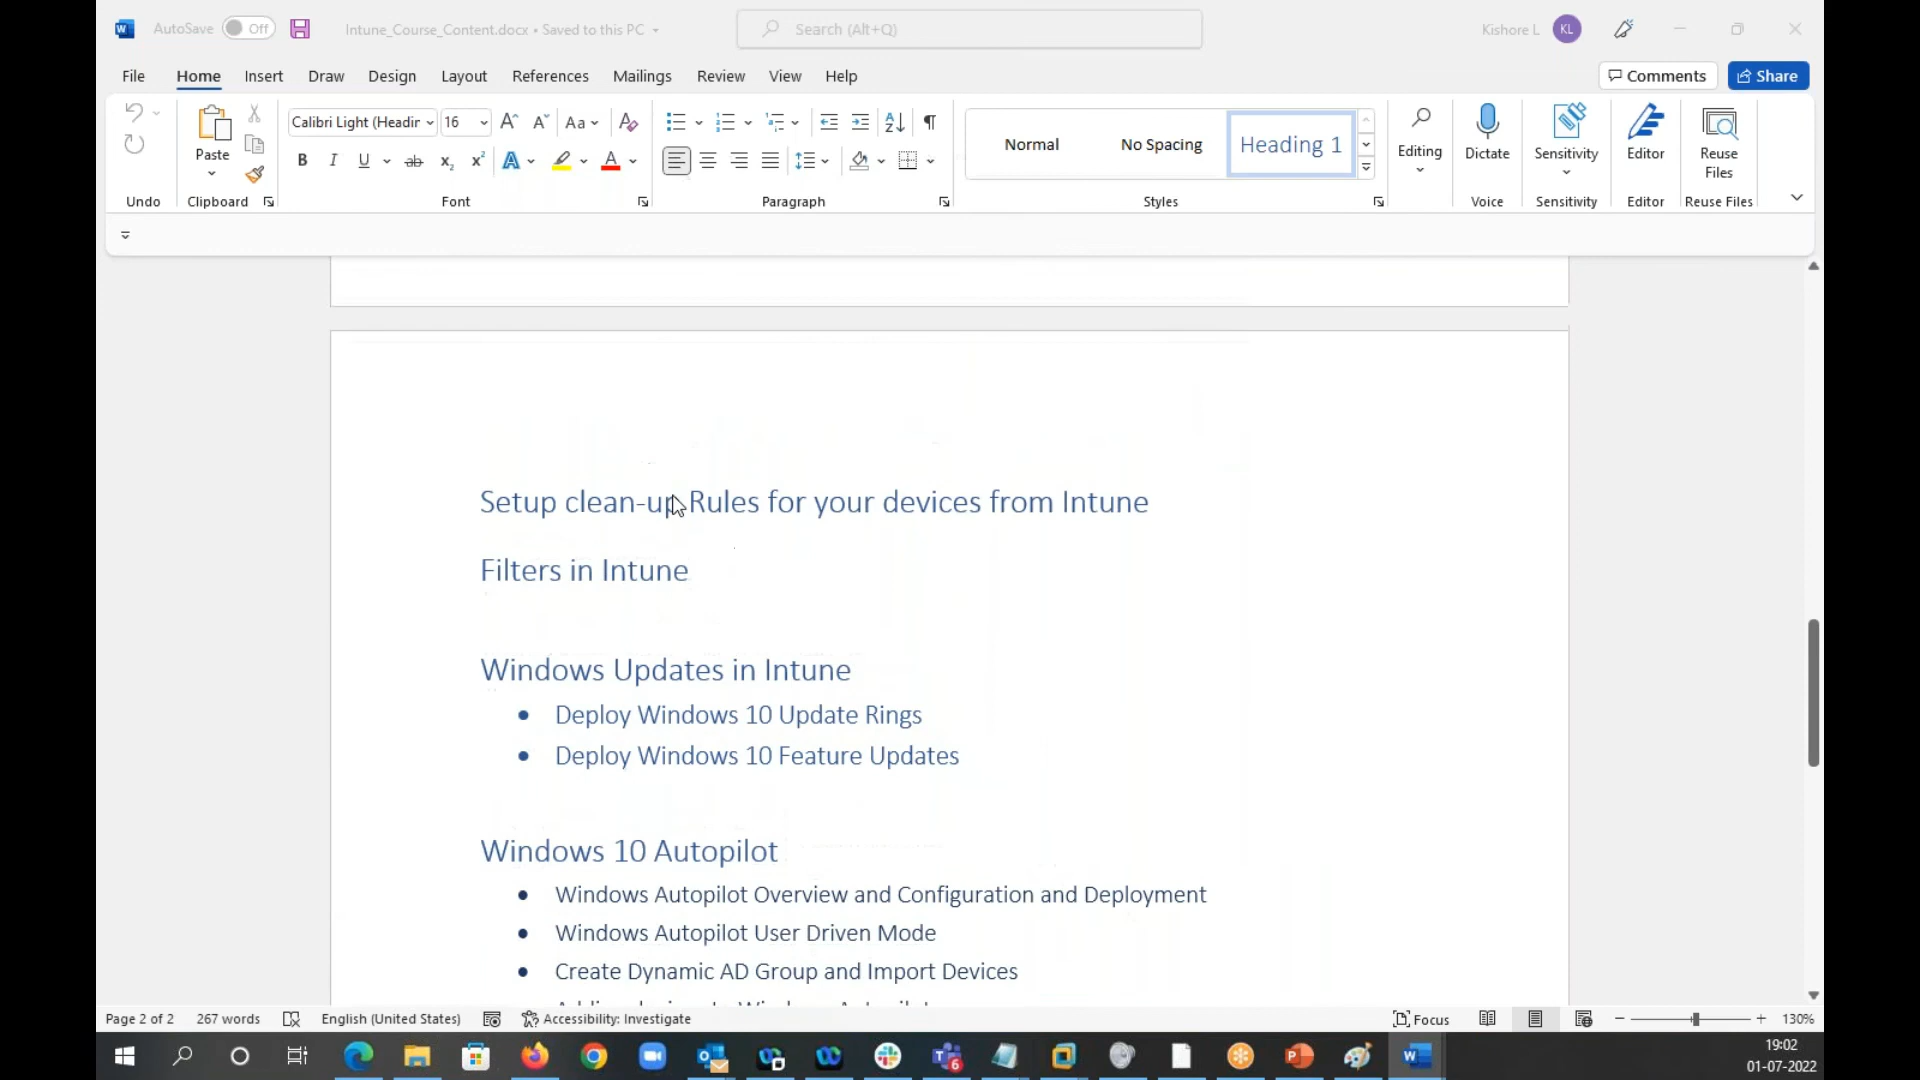 AutoSave Off Intune_Course_Content.docx • Saved to this PC Search (Alt+Q) Kishore L KL
File Home Insert Draw Design Layout References Mailings Review View Help Comments Share
Calibri Light (Headir 16 Aa
Normal No Spacing Heading 1
Paste Editing Dictate Sensitivity Editor Reuse Files
Undo Clipboard Font Paragraph Styles Voice Sensitivity Editor Reuse Files
Setup clean-up Rules for your devices from Intune
Filters in Intune
Windows Updates in Intune
• Deploy Windows 10 Update Rings
• Deploy Windows 10 Feature Updates
Windows 10 Autopilot
• Windows Autopilot Overview and Configuration and Deployment
• Windows Autopilot User Driven Mode
• Create Dynamic AD Group and Import Devices
Page 2 of 2 267 words English (United States) Accessibility: Investigate Focus 130%
19:02
01-07-2022